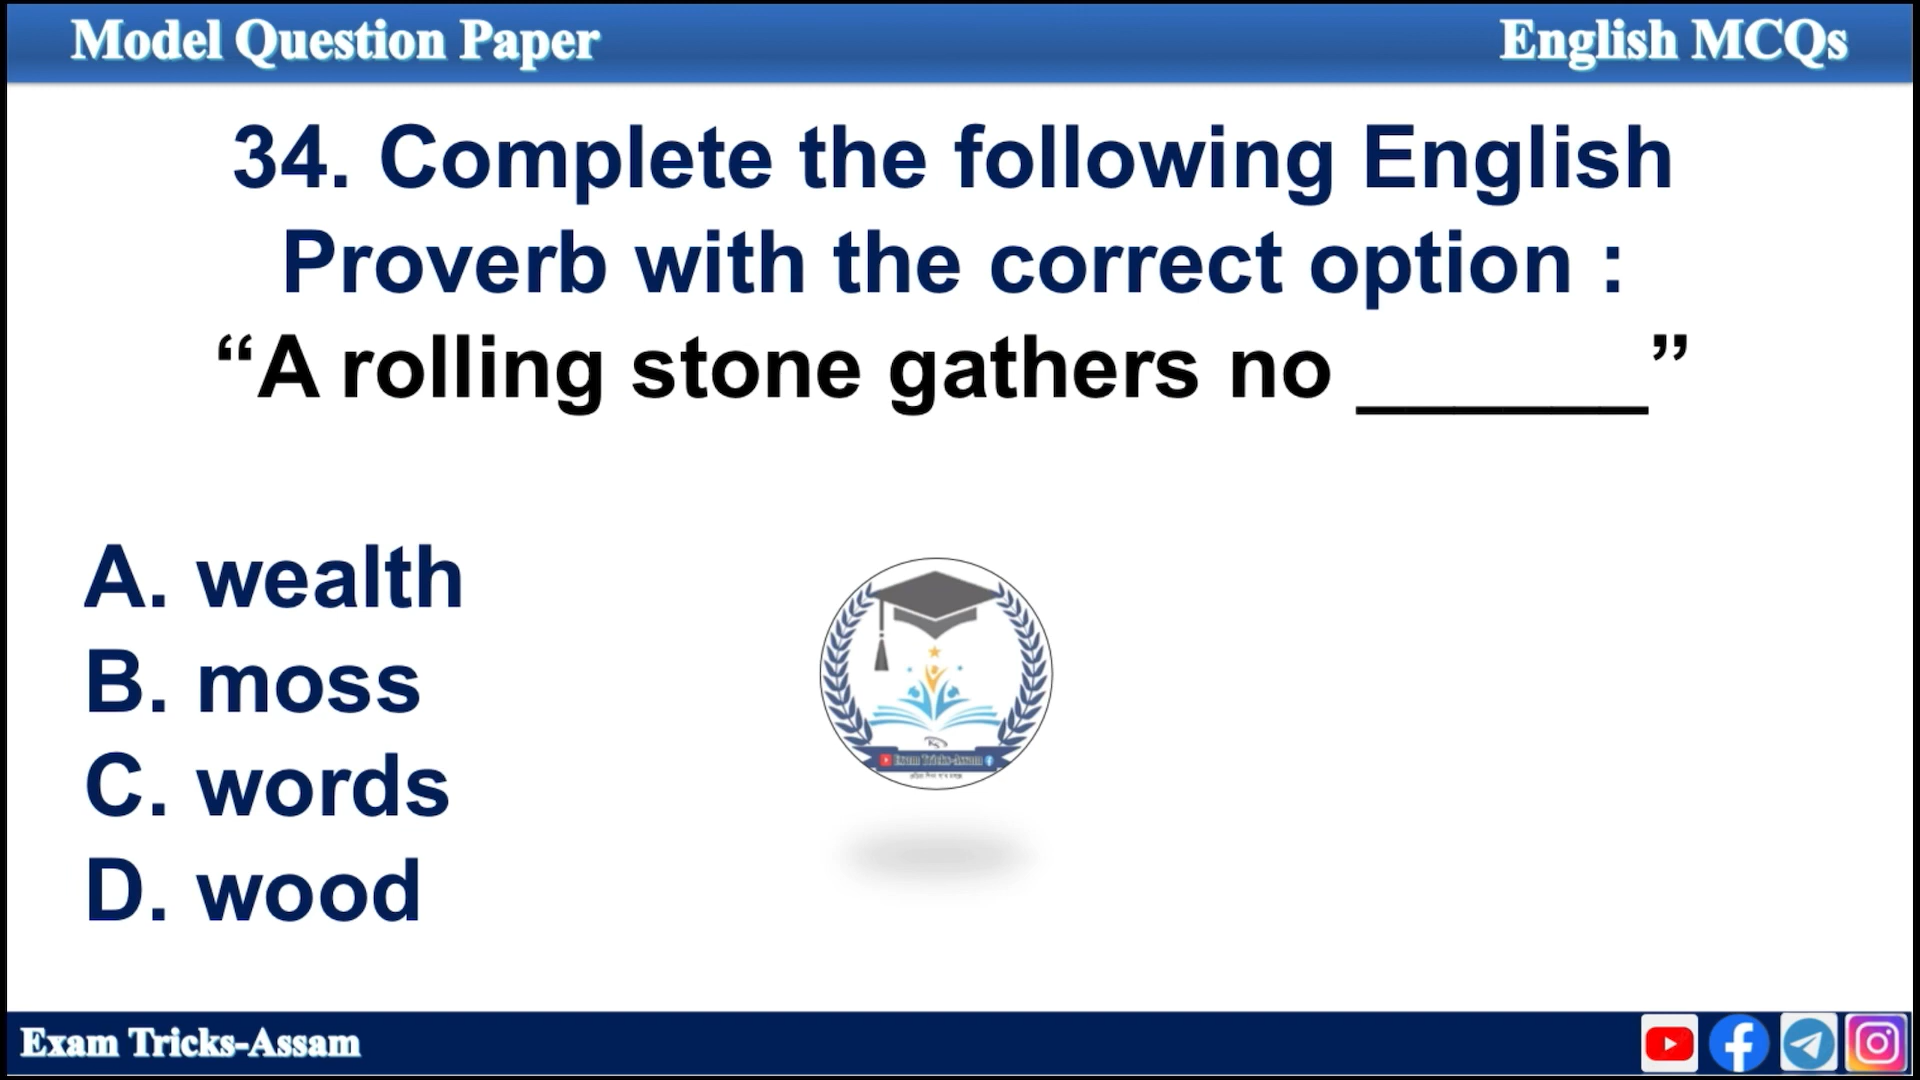 Model Question Paper
English MCQs
34. Complete the following English
Proverb with the correct option :
“A rolling stone gathers no ______”
A. wealth
B. moss
C. words
D. wood
Exam Tricks-Assam
Exam Tricks-Assam